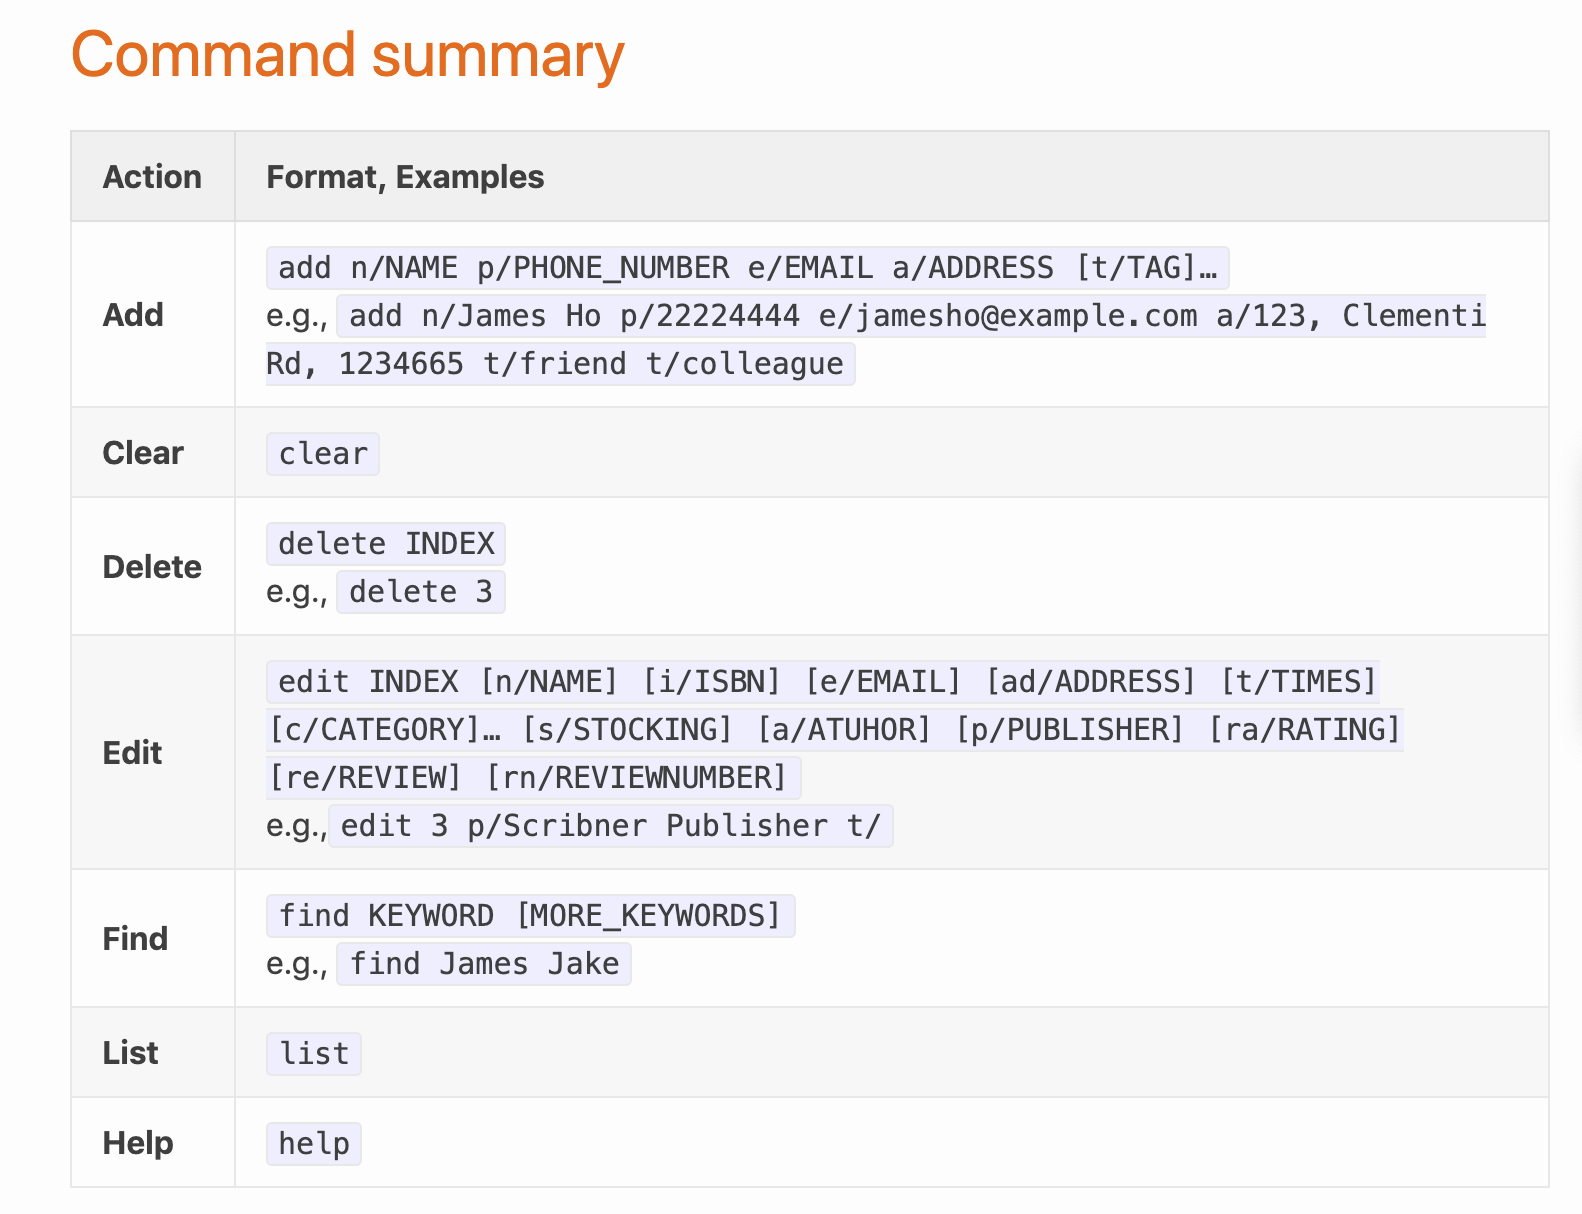 Command summary
Action Format, Examples
Add
add n/NAME p/PHONE_NUMBER e/EMAIL a/ADDRESS [t/TAG]…
e.g., add n/James Ho p/22224444 e/jamesho@example.com a/123, Clementi
Rd, 1234665 t/friend t/colleague
Clear
clear
Delete
delete INDEX
e.g., delete 3
Edit
edit INDEX [n/NAME] [i/ISBN] [e/EMAIL] [ad/ADDRESS] [t/TIMES]
[c/CATEGORY]… [s/STOCKING] [a/ATUHOR] [p/PUBLISHER] [ra/RATING]
[re/REVIEW] [rn/REVIEWNUMBER]
e.g., edit 3 p/Scribner Publisher t/
Find
find KEYWORD [MORE_KEYWORDS]
e.g., find James Jake
List
list
Help
help